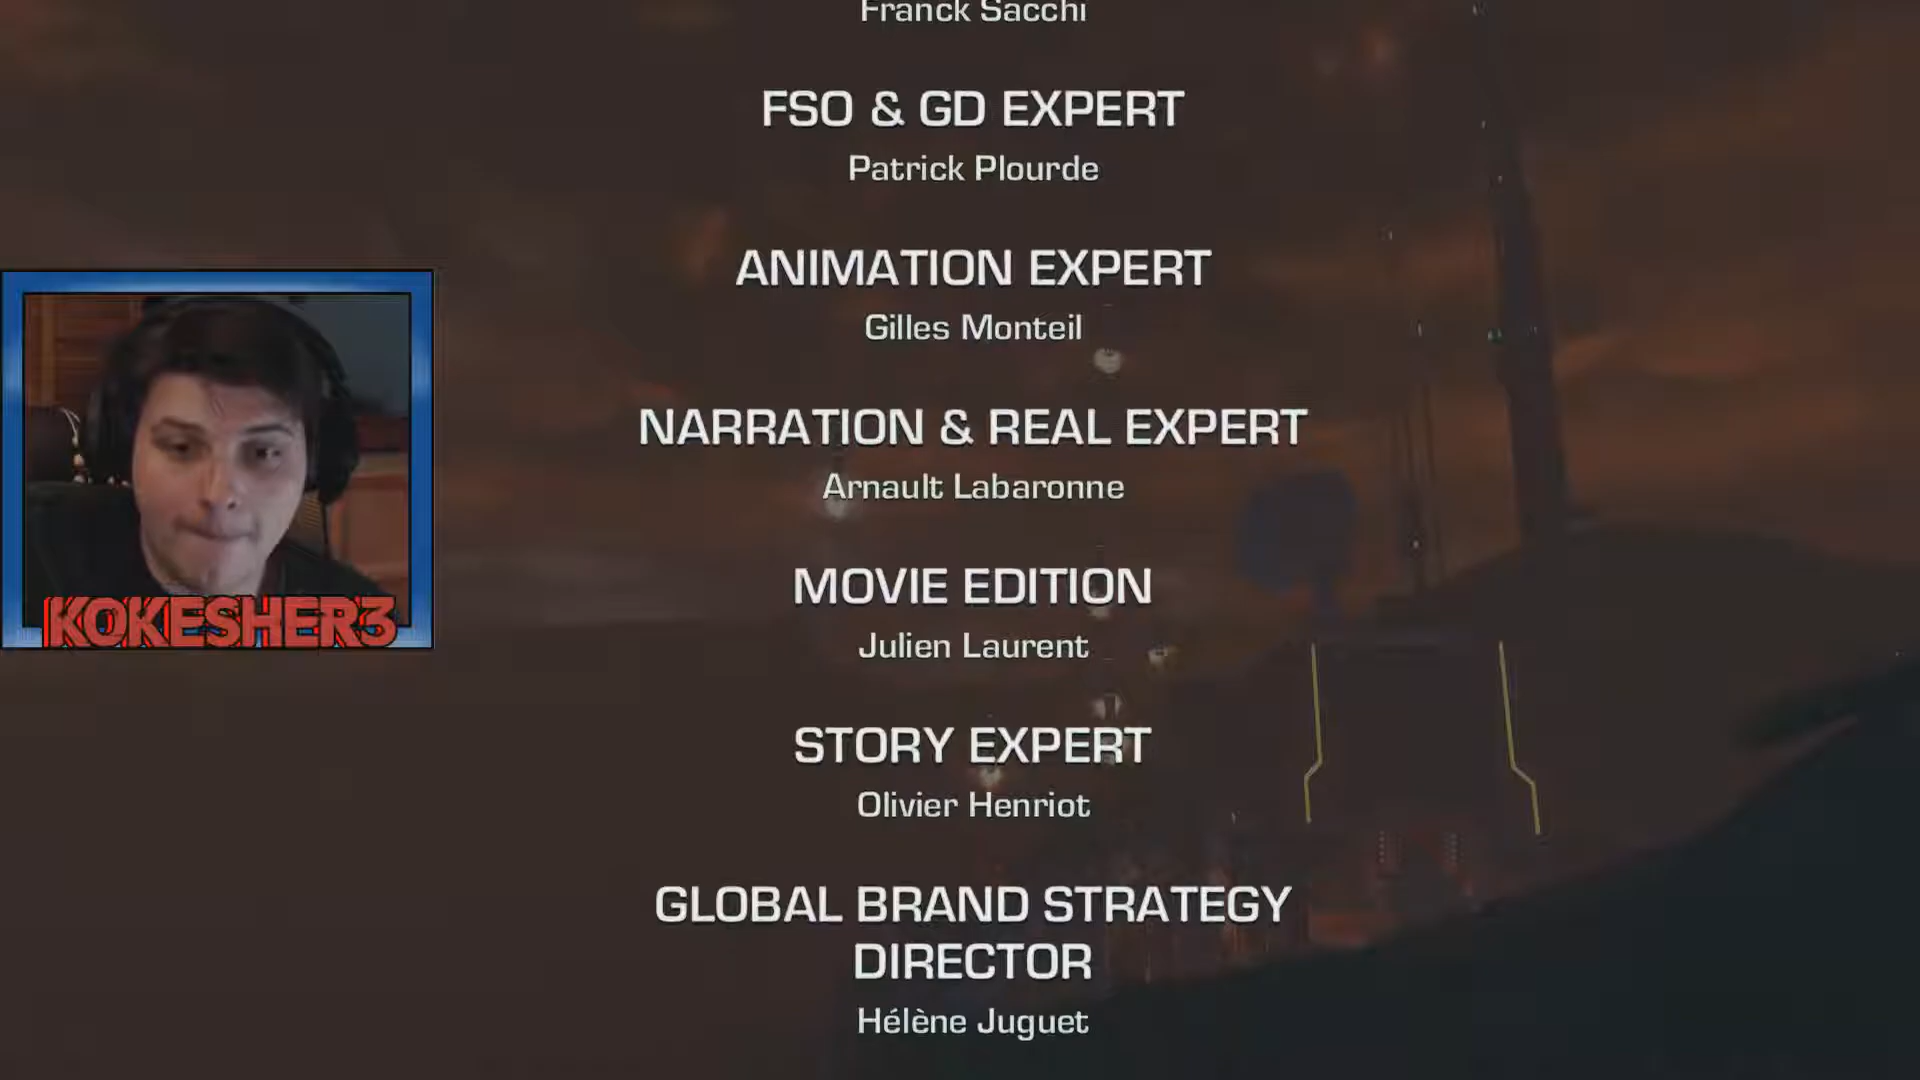 Franck Sacchi
FSO & GD EXPERT
Patrick Plourde
ANIMATION EXPERT
Gilles Monteil
NARRATION & REAL EXPERT
Arnault Labaronne
MOVIE EDITION
Julien Laurent
KOKESHER3
STORY EXPERT
Olivier Henriot
GLOBAL BRAND STRATEGY
DIRECTOR
Hélène Juguet